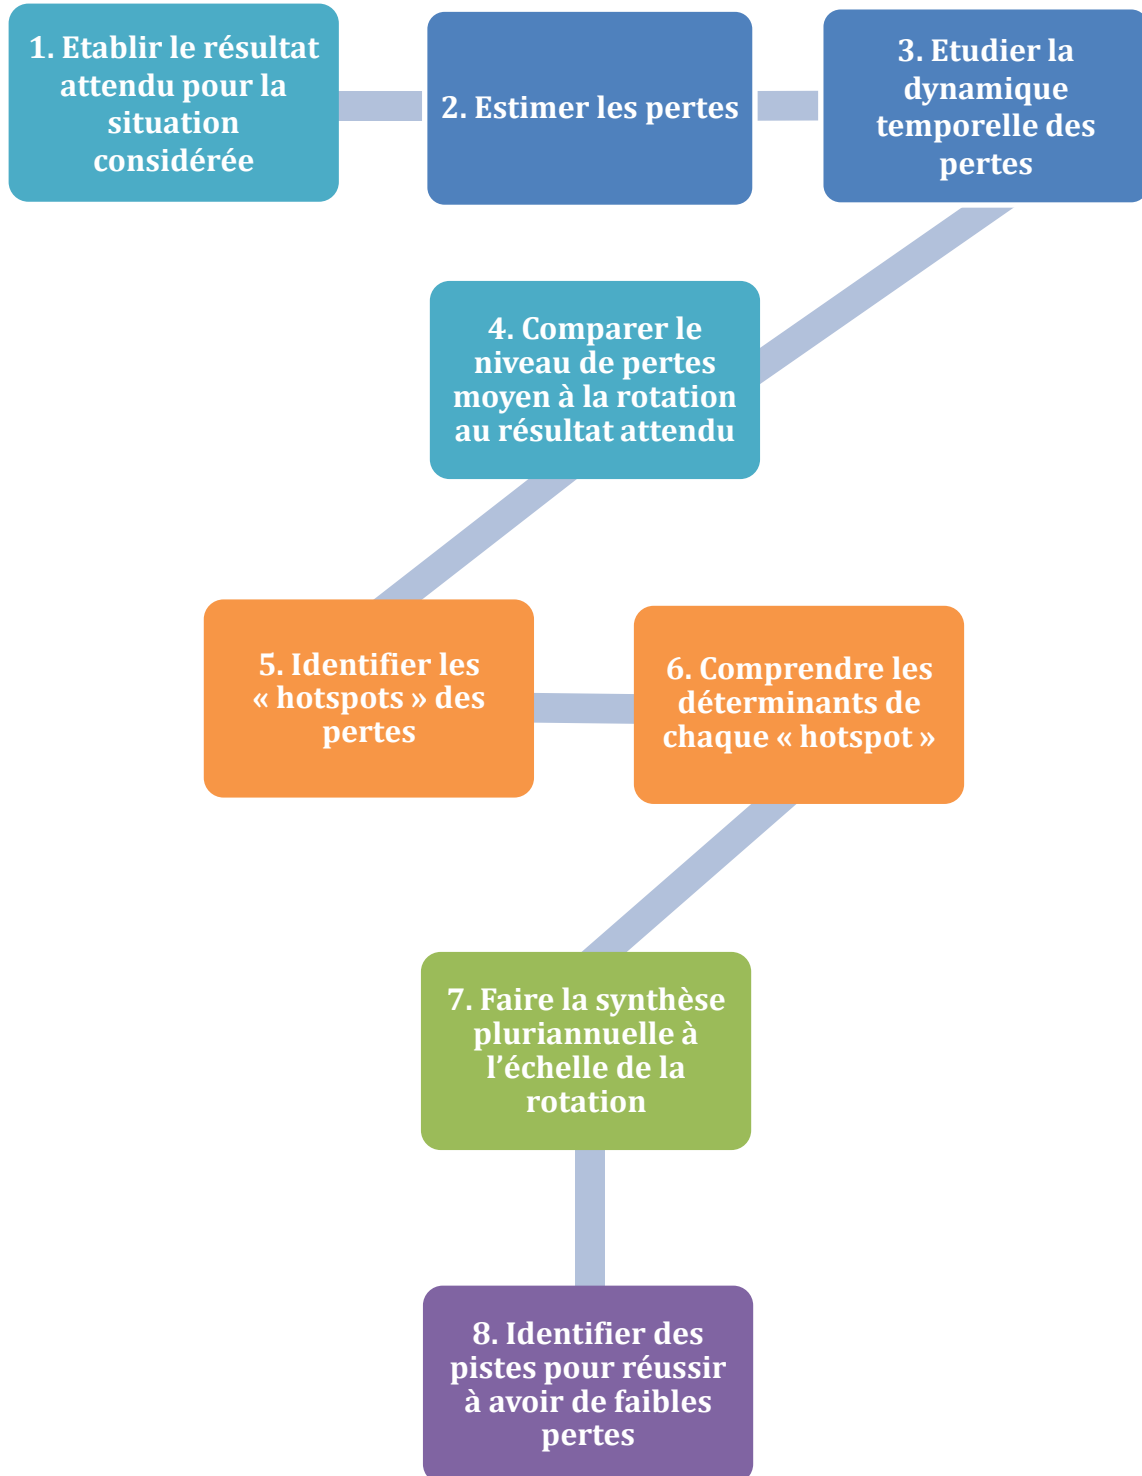 1. Etablir le résultat
attendu pour la
situation
considérée
2. Estimer les pertes
3. Etudier la
dynamique
temporelle des
pertes
4. Comparer le
niveau de pertes
moyen à la rotation
au résultat attendu
5. Identifier les
« hotspots » des
pertes
6. Comprendre les
déterminants de
chaque « hotspot »
7. Faire la synthèse
pluriannuelle à
l’échelle de la
rotation
8. Identifier des
pistes pour réussir
à avoir de faibles
pertes